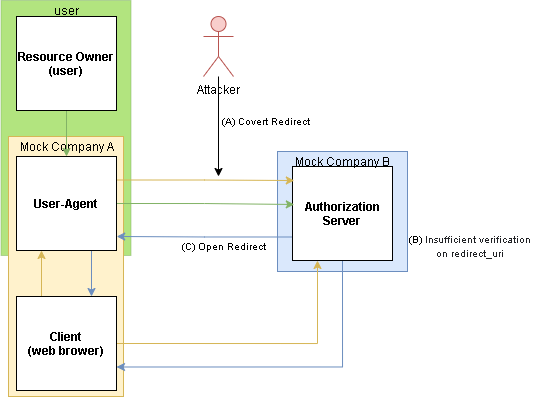 user
Resource Owner
(user)
Attacker
(A) Covert Redirect
Mock Company A
Mock Company B
User-Agent
Authorization
Server
(C) Open Redirect
(B) Insufficient verification
on redirect_uri
Client
(web brower)